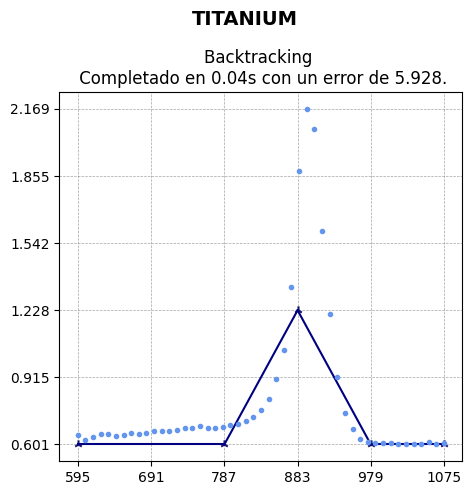 TITANIUM
Backtracking
Completado en 0.04s con un error de 5.928.
2.169
1.855
1.542
1.228
0.915
0.601
595 691 787 883 979 1075